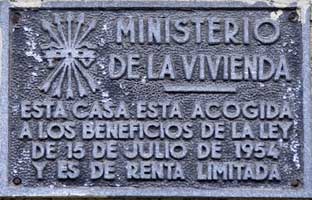 MINISTERIO
DE LA VIVIENDA
ESTA CASA ESTA ACOGIDA
A LOS BENEFICIOS DE LA LEY
DE 15 DE JULIO DE 1954
Y ES DE RENTA LIMITADA